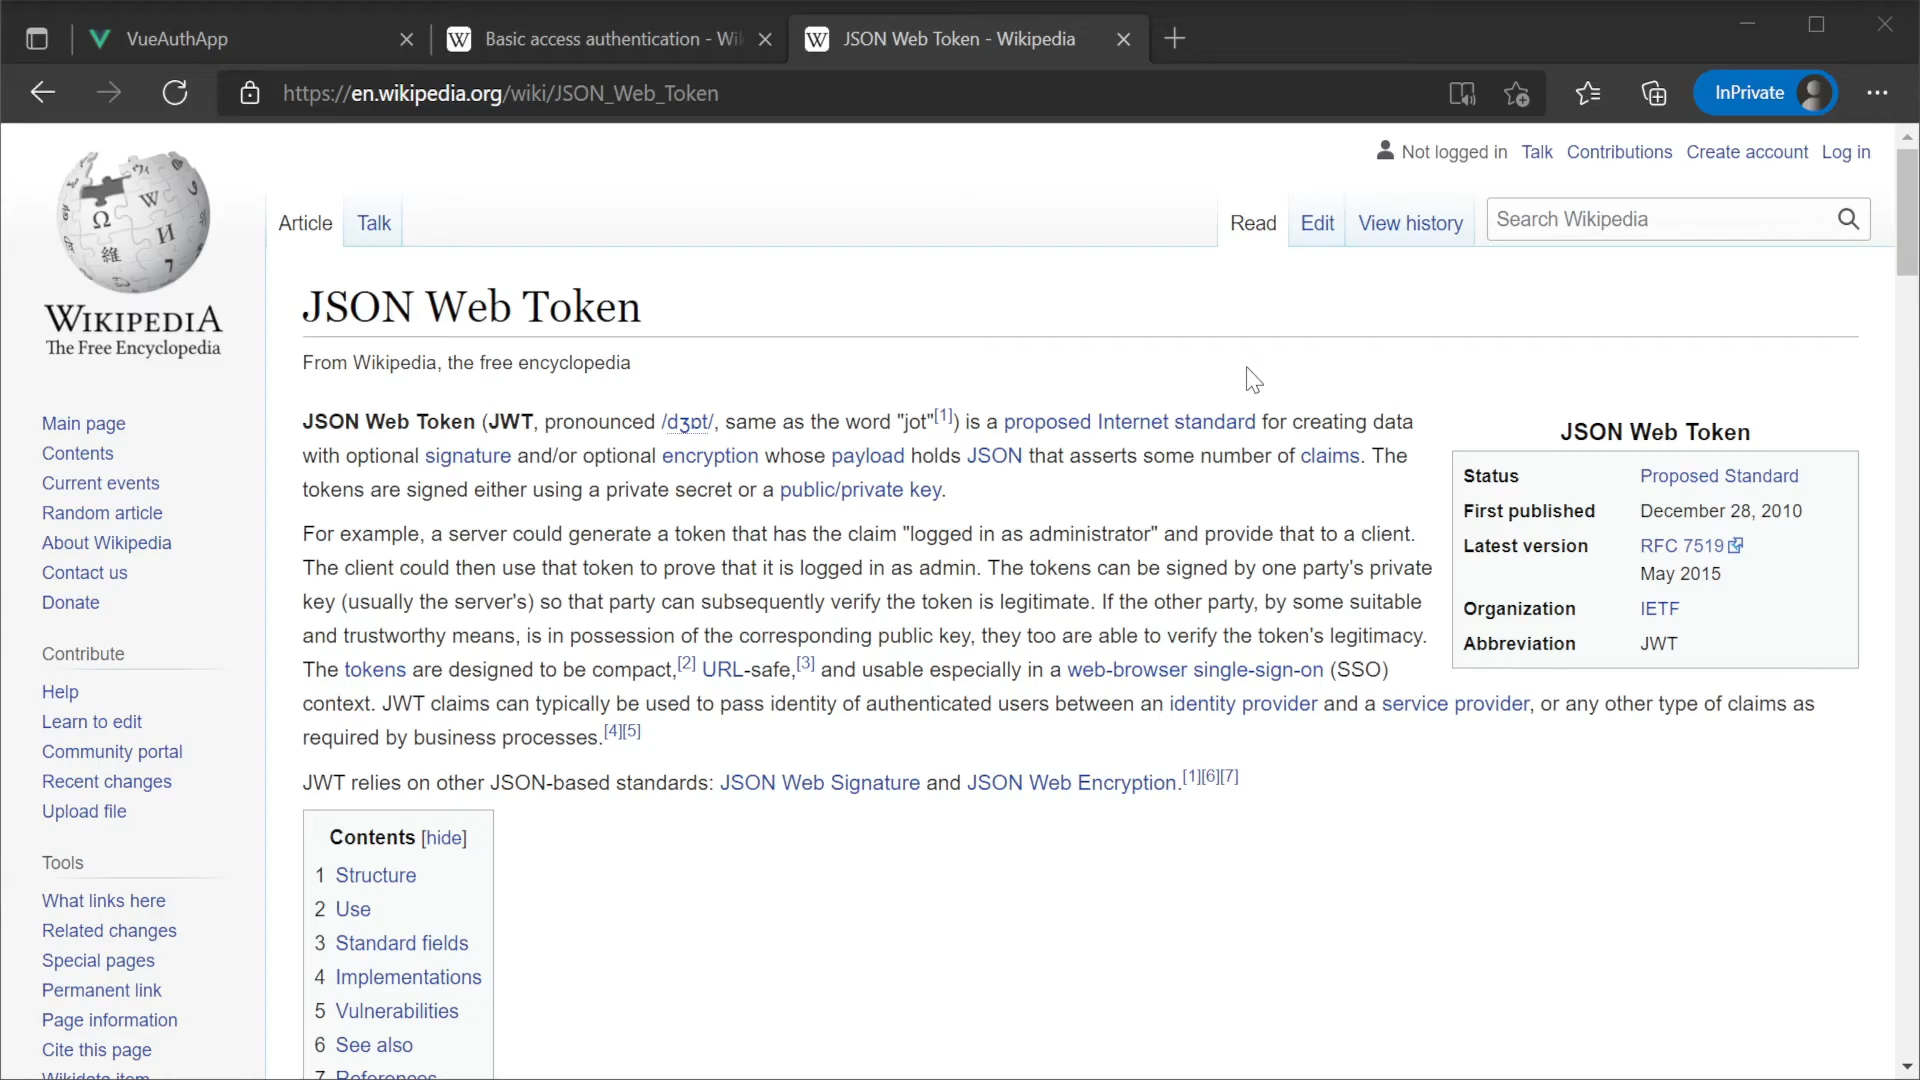 VueAuthApp
Basic access authentication - Wi
JSON Web Token - Wikipedia
https://en.wikipedia.org/wiki/JSON_Web_Token
InPrivate
Not logged in Talk Contributions Create account Log in
Article Talk Read Edit View history Search Wikipedia
WIKIPEDIA
The Free Encyclopedia
Main page
Contents
Current events
Random article
About Wikipedia
Contact us
Donate
Contribute
Help
Learn to edit
Community portal
Recent changes
Upload file
Tools
What links here
Related changes
Special pages
Permanent link
Page information
Cite this page
Wikidata item
JSON Web Token
From Wikipedia, the free encyclopedia
JSON Web Token (JWT, pronounced /dʒɒt/, same as the word "jot"[1]) is a proposed Internet standard for creating data
with optional signature and/or optional encryption whose payload holds JSON that asserts some number of claims. The
tokens are signed either using a private secret or a public/private key.
For example, a server could generate a token that has the claim "logged in as administrator" and provide that to a client.
The client could then use that token to prove that it is logged in as admin. The tokens can be signed by one party's private
key (usually the server's) so that party can subsequently verify the token is legitimate. If the other party, by some suitable
and trustworthy means, is in possession of the corresponding public key, they too are able to verify the token's legitimacy.
The tokens are designed to be compact,[2] URL-safe,[3] and usable especially in a web-browser single-sign-on (SSO)
context. JWT claims can typically be used to pass identity of authenticated users between an identity provider and a service provider, or any other type of claims as
required by business processes.[4][5]
JWT relies on other JSON-based standards: JSON Web Signature and JSON Web Encryption.[1][6][7]
JSON Web Token
Status Proposed Standard
First published December 28, 2010
Latest version RFC 7519
May 2015
Organization IETF
Abbreviation JWT
Contents [hide]
1 Structure
2 Use
3 Standard fields
4 Implementations
5 Vulnerabilities
6 See also
7 References